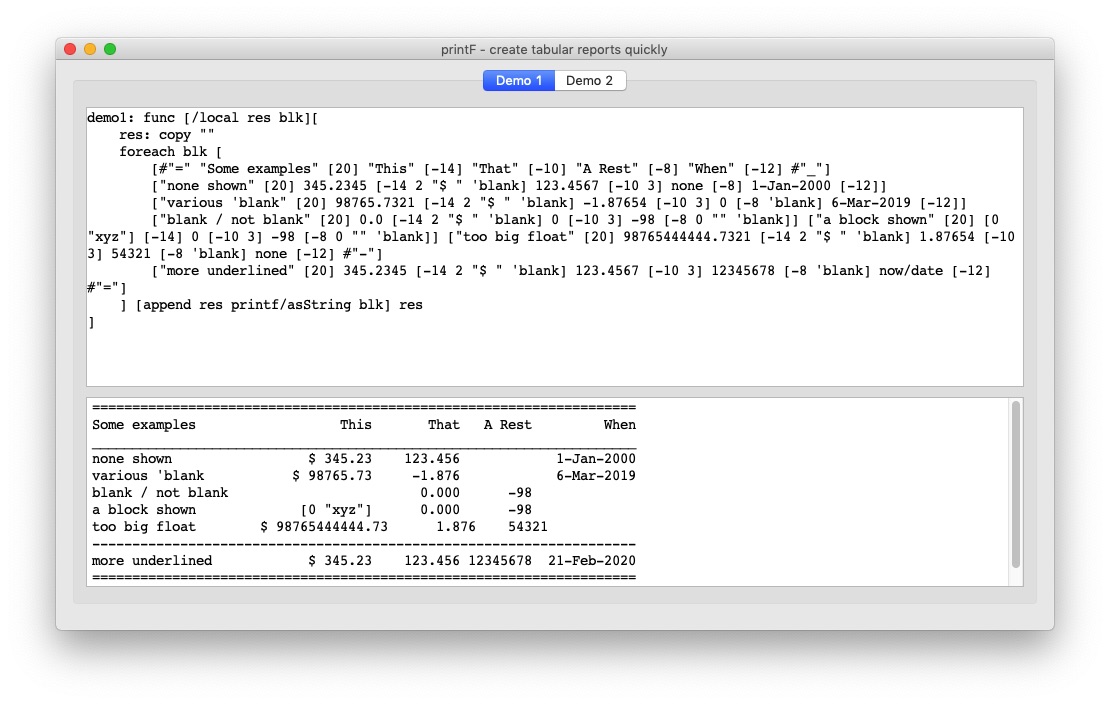 printF - create tabular reports quickly
Demo 1 Demo 2
demo1: func [/local res blk][
    res: copy ""
    foreach blk [
        [#"=" "Some examples" [20] "This" [-14] "That" [-10] "A Rest" [-8] "When" [-12] #"_"]
        ["none shown" [20] 345.2345 [-14 2 "$ " 'blank] 123.4567 [-10 3] none [-8] 1-Jan-2000 [-12]]
        ["various 'blank" [20] 98765.7321 [-14 2 "$ " 'blank] -1.87654 [-10 3] 0 [-8 'blank] 6-Mar-2019 [-12]]
        ["blank / not blank" [20] 0.0 [-14 2 "$ " 'blank] 0 [-10 3] -98 [-8 0 "" 'blank]] ["a block shown" [20] [0
"xyz"] [-14] 0 [-10 3] -98 [-8 0 "" 'blank]] ["too big float" [20] 98765444444.7321 [-14 2 "$ " 'blank] 1.87654 [-10
3] 54321 [-8 'blank] none [-12] #"-"]
        ["more underlined" [20] 345.2345 [-14 2 "$ " 'blank] 123.4567 [-10 3] 12345678 [-8 'blank] now/date [-12]
#"="]
    ] [append res printf/asString blk] res
]
====================================================================
Some examples                  This       That   A Rest         When
____________________________________________________________________
none shown                 $ 345.23    123.456            1-Jan-2000
various 'blank           $ 98765.73     -1.876            6-Mar-2019
blank / not blank                        0.000      -98
a block shown             [0 "xyz"]      0.000      -98
too big float        $ 98765444444.73      1.876    54321
--------------------------------------------------------------------
more underlined            $ 345.23    123.456 12345678  21-Feb-2020
====================================================================